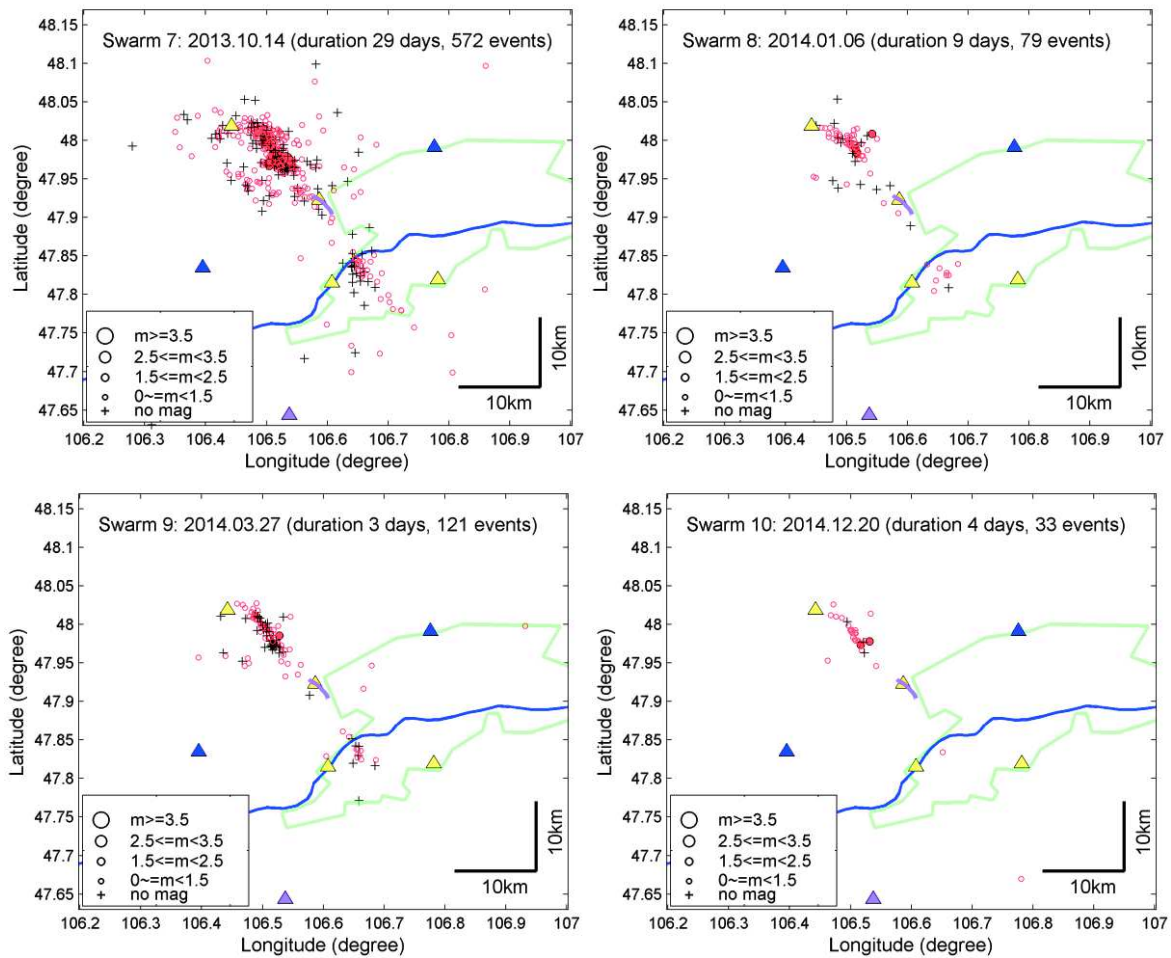 Swarm 7: 2013.10.14 (duration 29 days, 572 events)
Latitude (degree)
48.15
48.1
48.05
48
47.95
47.9
47.85
47.8
47.75
47.7
47.65
m>=3.5
2.5<=m<3.5
1.5<=m<2.5
0~=m<1.5
no mag
10km
10km
106.2 106.3 106.4 106.5 106.6 106.7 106.8 106.9 107
Longitude (degree)
Swarm 8: 2014.01.06 (duration 9 days, 79 events)
Latitude (degree)
48.15
48.1
48.05
48
47.95
47.9
47.85
47.8
47.75
47.7
47.65
m>=3.5
2.5<=m<3.5
1.5<=m<2.5
0~=m<1.5
no mag
10km
10km
106.2 106.3 106.4 106.5 106.6 106.7 106.8 106.9 107
Longitude (degree)
Swarm 9: 2014.03.27 (duration 3 days, 121 events)
Latitude (degree)
48.15
48.1
48.05
48
47.95
47.9
47.85
47.8
47.75
47.7
47.65
m>=3.5
2.5<=m<3.5
1.5<=m<2.5
0~=m<1.5
no mag
10km
10km
106.2 106.3 106.4 106.5 106.6 106.7 106.8 106.9 107
Longitude (degree)
Swarm 10: 2014.12.20 (duration 4 days, 33 events)
Latitude (degree)
48.15
48.1
48.05
48
47.95
47.9
47.85
47.8
47.75
47.7
47.65
m>=3.5
2.5<=m<3.5
1.5<=m<2.5
0~=m<1.5
no mag
10km
10km
106.2 106.3 106.4 106.5 106.6 106.7 106.8 106.9 107
Longitude (degree)